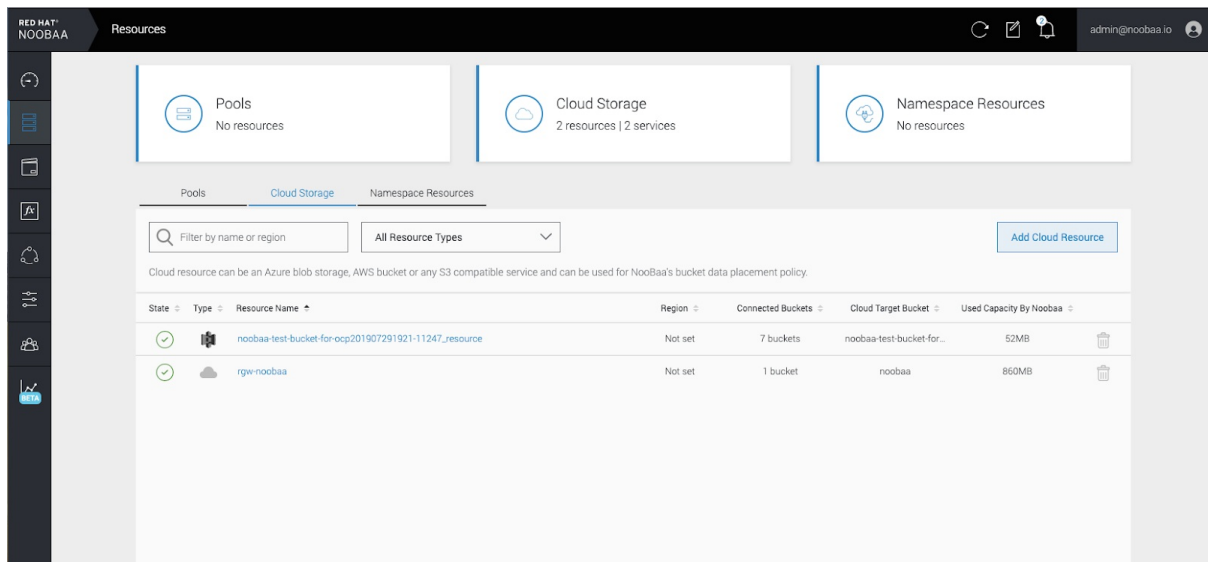 RED HAT®
NOOBAA
Resources
2
admin@noobaa.io
Pools
No resources
Cloud Storage
2 resources | 2 services
Namespace Resources
No resources
Pools Cloud Storage Namespace Resources
Filter by name or region All Resource Types Add Cloud Resource
Cloud resource can be an Azure blob storage, AWS bucket or any S3 compatible service and can be used for NooBaa's bucket data placement policy.
State Type Resource Name Region Connected Buckets Cloud Target Bucket Used Capacity By Noobaa
noobaa-test-bucket-for-ocp201907291921-11247_resource Not set 7 buckets noobaa-test-bucket-for... 52MB
rgw-noobaa Not set 1 bucket noobaa 860MB
fx
BETA